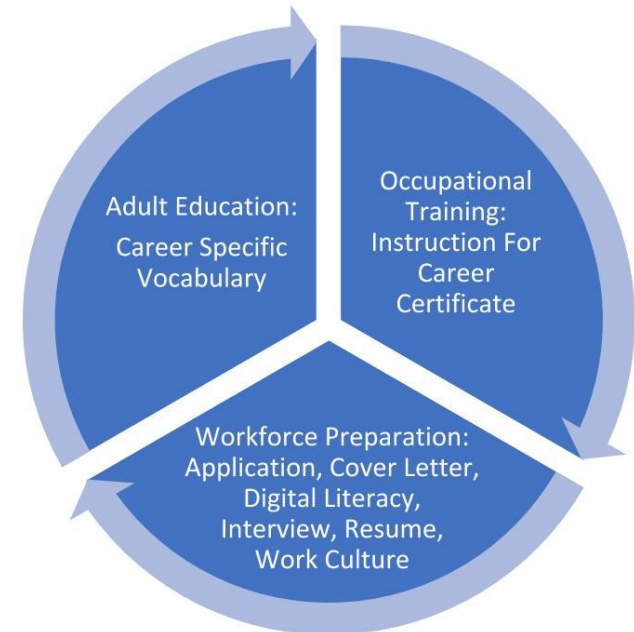 Adult Education:
Career Specific
Vocabulary
Occupational
Training:
Instruction For
Career
Certificate
Workforce Preparation:
Application, Cover Letter,
Digital Literacy,
Interview, Resume,
Work Culture